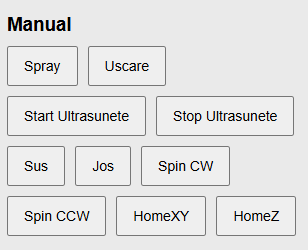 Manual
Spray Uscare
Start Ultrasunete Stop Ultrasunete
Sus Jos Spin CW
Spin CCW HomeXY HomeZ